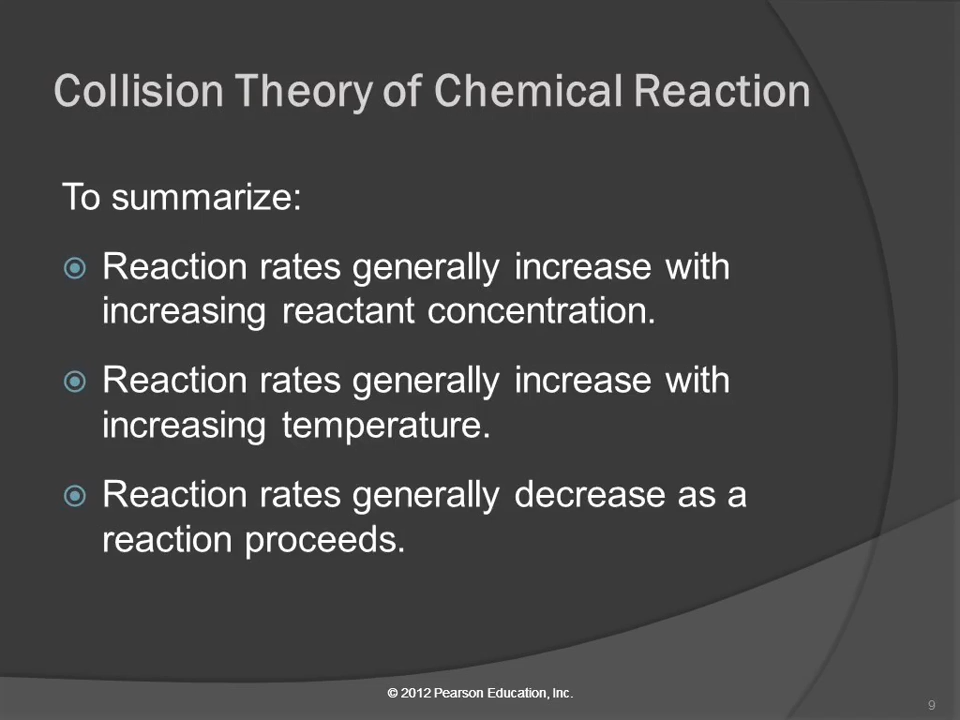 Collision Theory of Chemical Reaction
To summarize:
Reaction rates generally increase with
increasing reactant concentration.
Reaction rates generally increase with
increasing temperature.
Reaction rates generally decrease as a
reaction proceeds.
© 2012 Pearson Education, Inc.
9